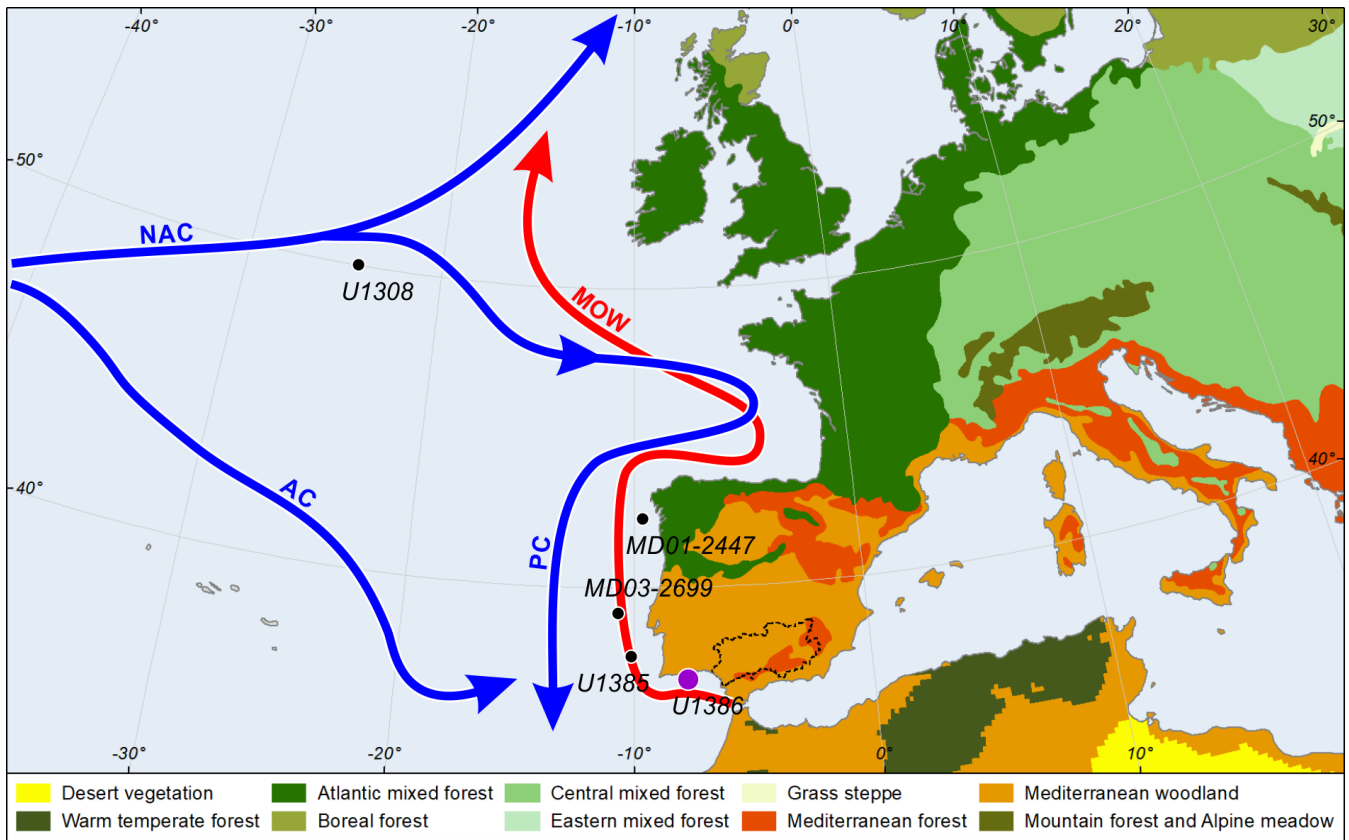 -40°
-30°
-20°
-10°
0°
10°
20°
30°
50°
50°
NAC
U1308
MOW
40°
40°
AC
PC
MD01-2447
MD03-2699
U1385
U1386
-30°
-20°
-10°
0°
10°
Desert vegetation
Atlantic mixed forest
Central mixed forest
Grass steppe
Mediterranean woodland
Warm temperate forest
Boreal forest
Eastern mixed forest
Mediterranean forest
Mountain forest and Alpine meadow